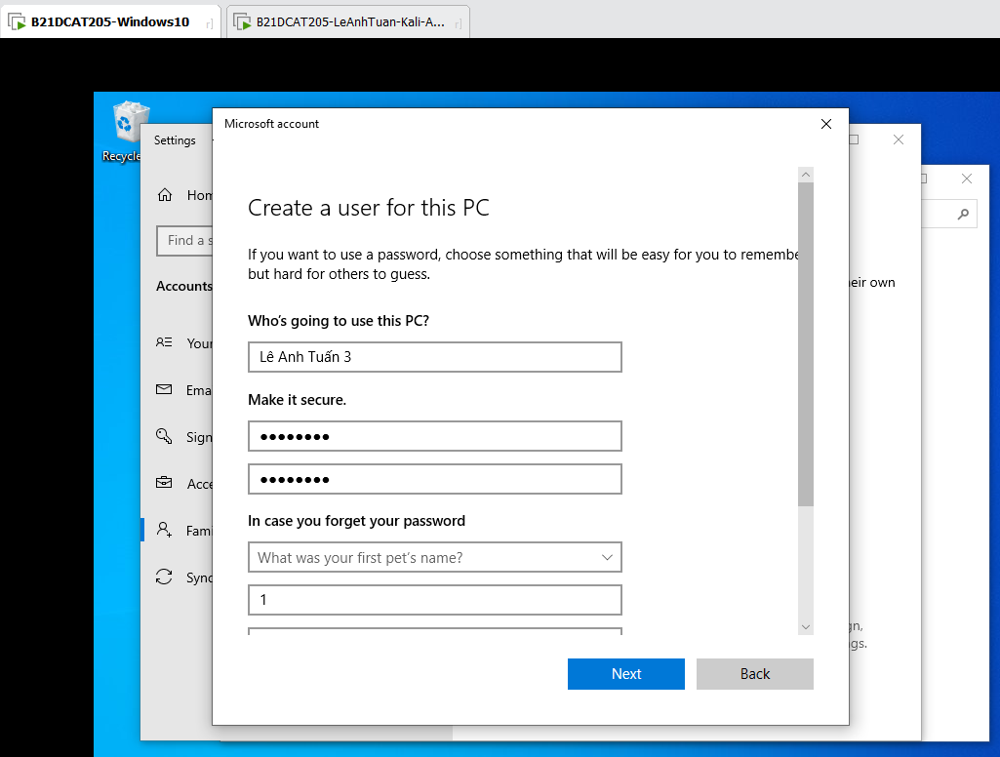 B21DCAT205-Windows10
B21DCAT205-LeAnhTuan-Kali-A...
Microsoft account
Settings
Create a user for this PC
If you want to use a password, choose something that will be easy for you to remembe
but hard for others to guess.
Who's going to use this PC?
Lê Anh Tuấn 3
Make it secure.
●●●●●●●●
●●●●●●●●
In case you forget your password
What was your first pet's name?
1
Next
Back
Recycle
Hom
Find a s
Accounts
Your
Ema
Sign
Acce
Fami
Sync
eir own
gn,
gs.